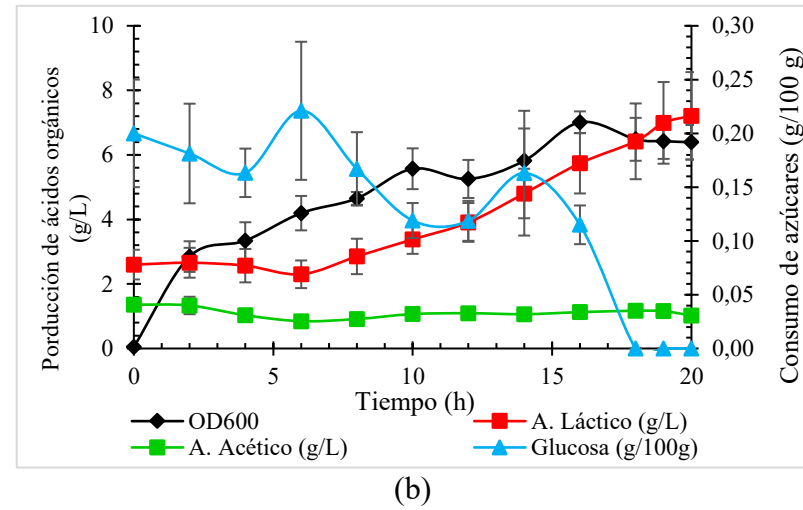 Porducción de ácidos orgánicos
(g/L)
10
8
6
4
2
0
0,30
0,25
0,20
0,15
0,10
0,05
0,00
Consumo de azúcares (g/100 g)
0 5 10 15 20
Tiempo (h)
OD600 A. Láctico (g/L)
A. Acético (g/L) Glucosa (g/100g)
(b)